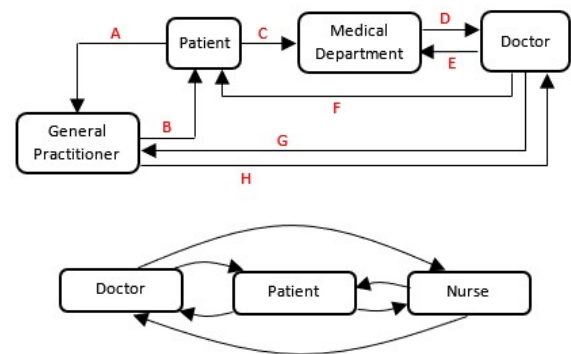 A
Patient
C
Medical
Department
D
E
Doctor
F
General
Practitioner
B
G
H
Doctor
Patient
Nurse